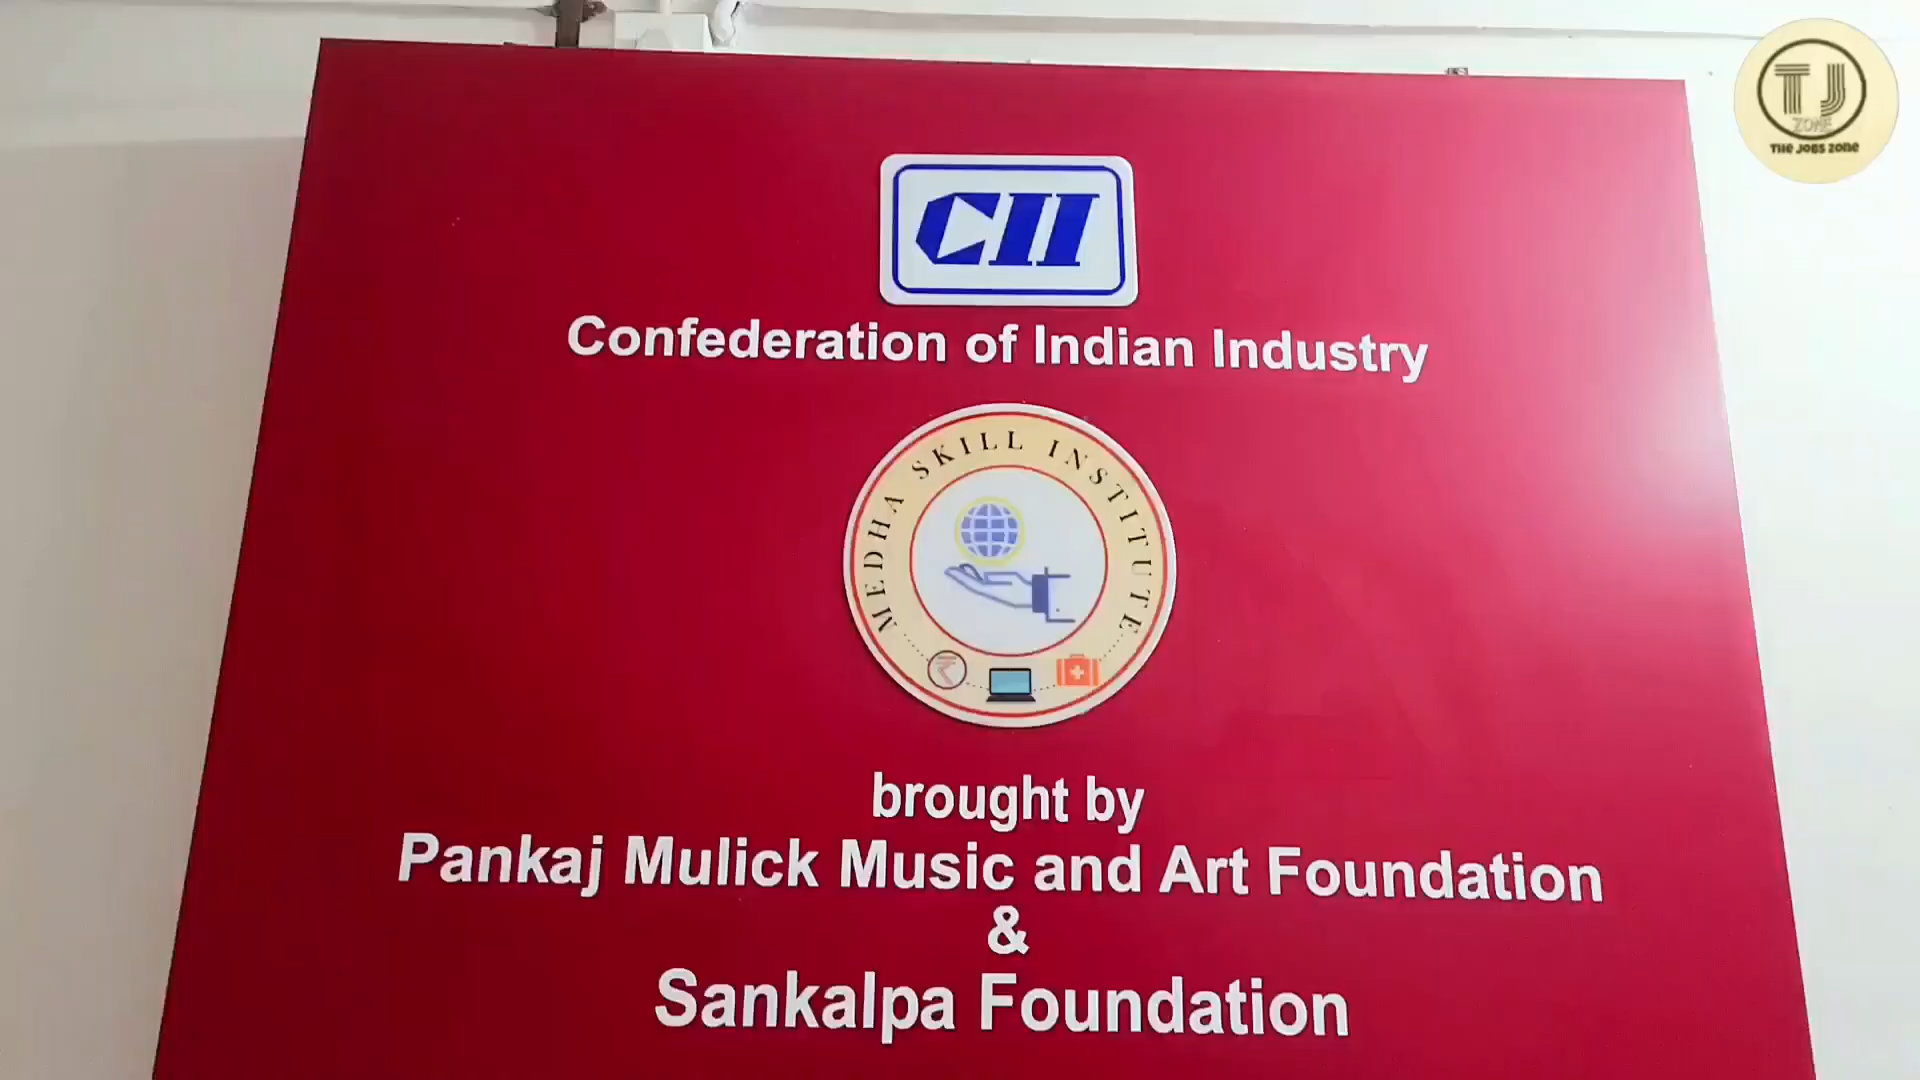 TJ
ZONE
THE JOBS ZONE
CII
Confederation of Indian Industry
MEDHA SKILL INSTITUTE
₹
brought by
Pankaj Mulick Music and Art Foundation
&
Sankalpa Foundation